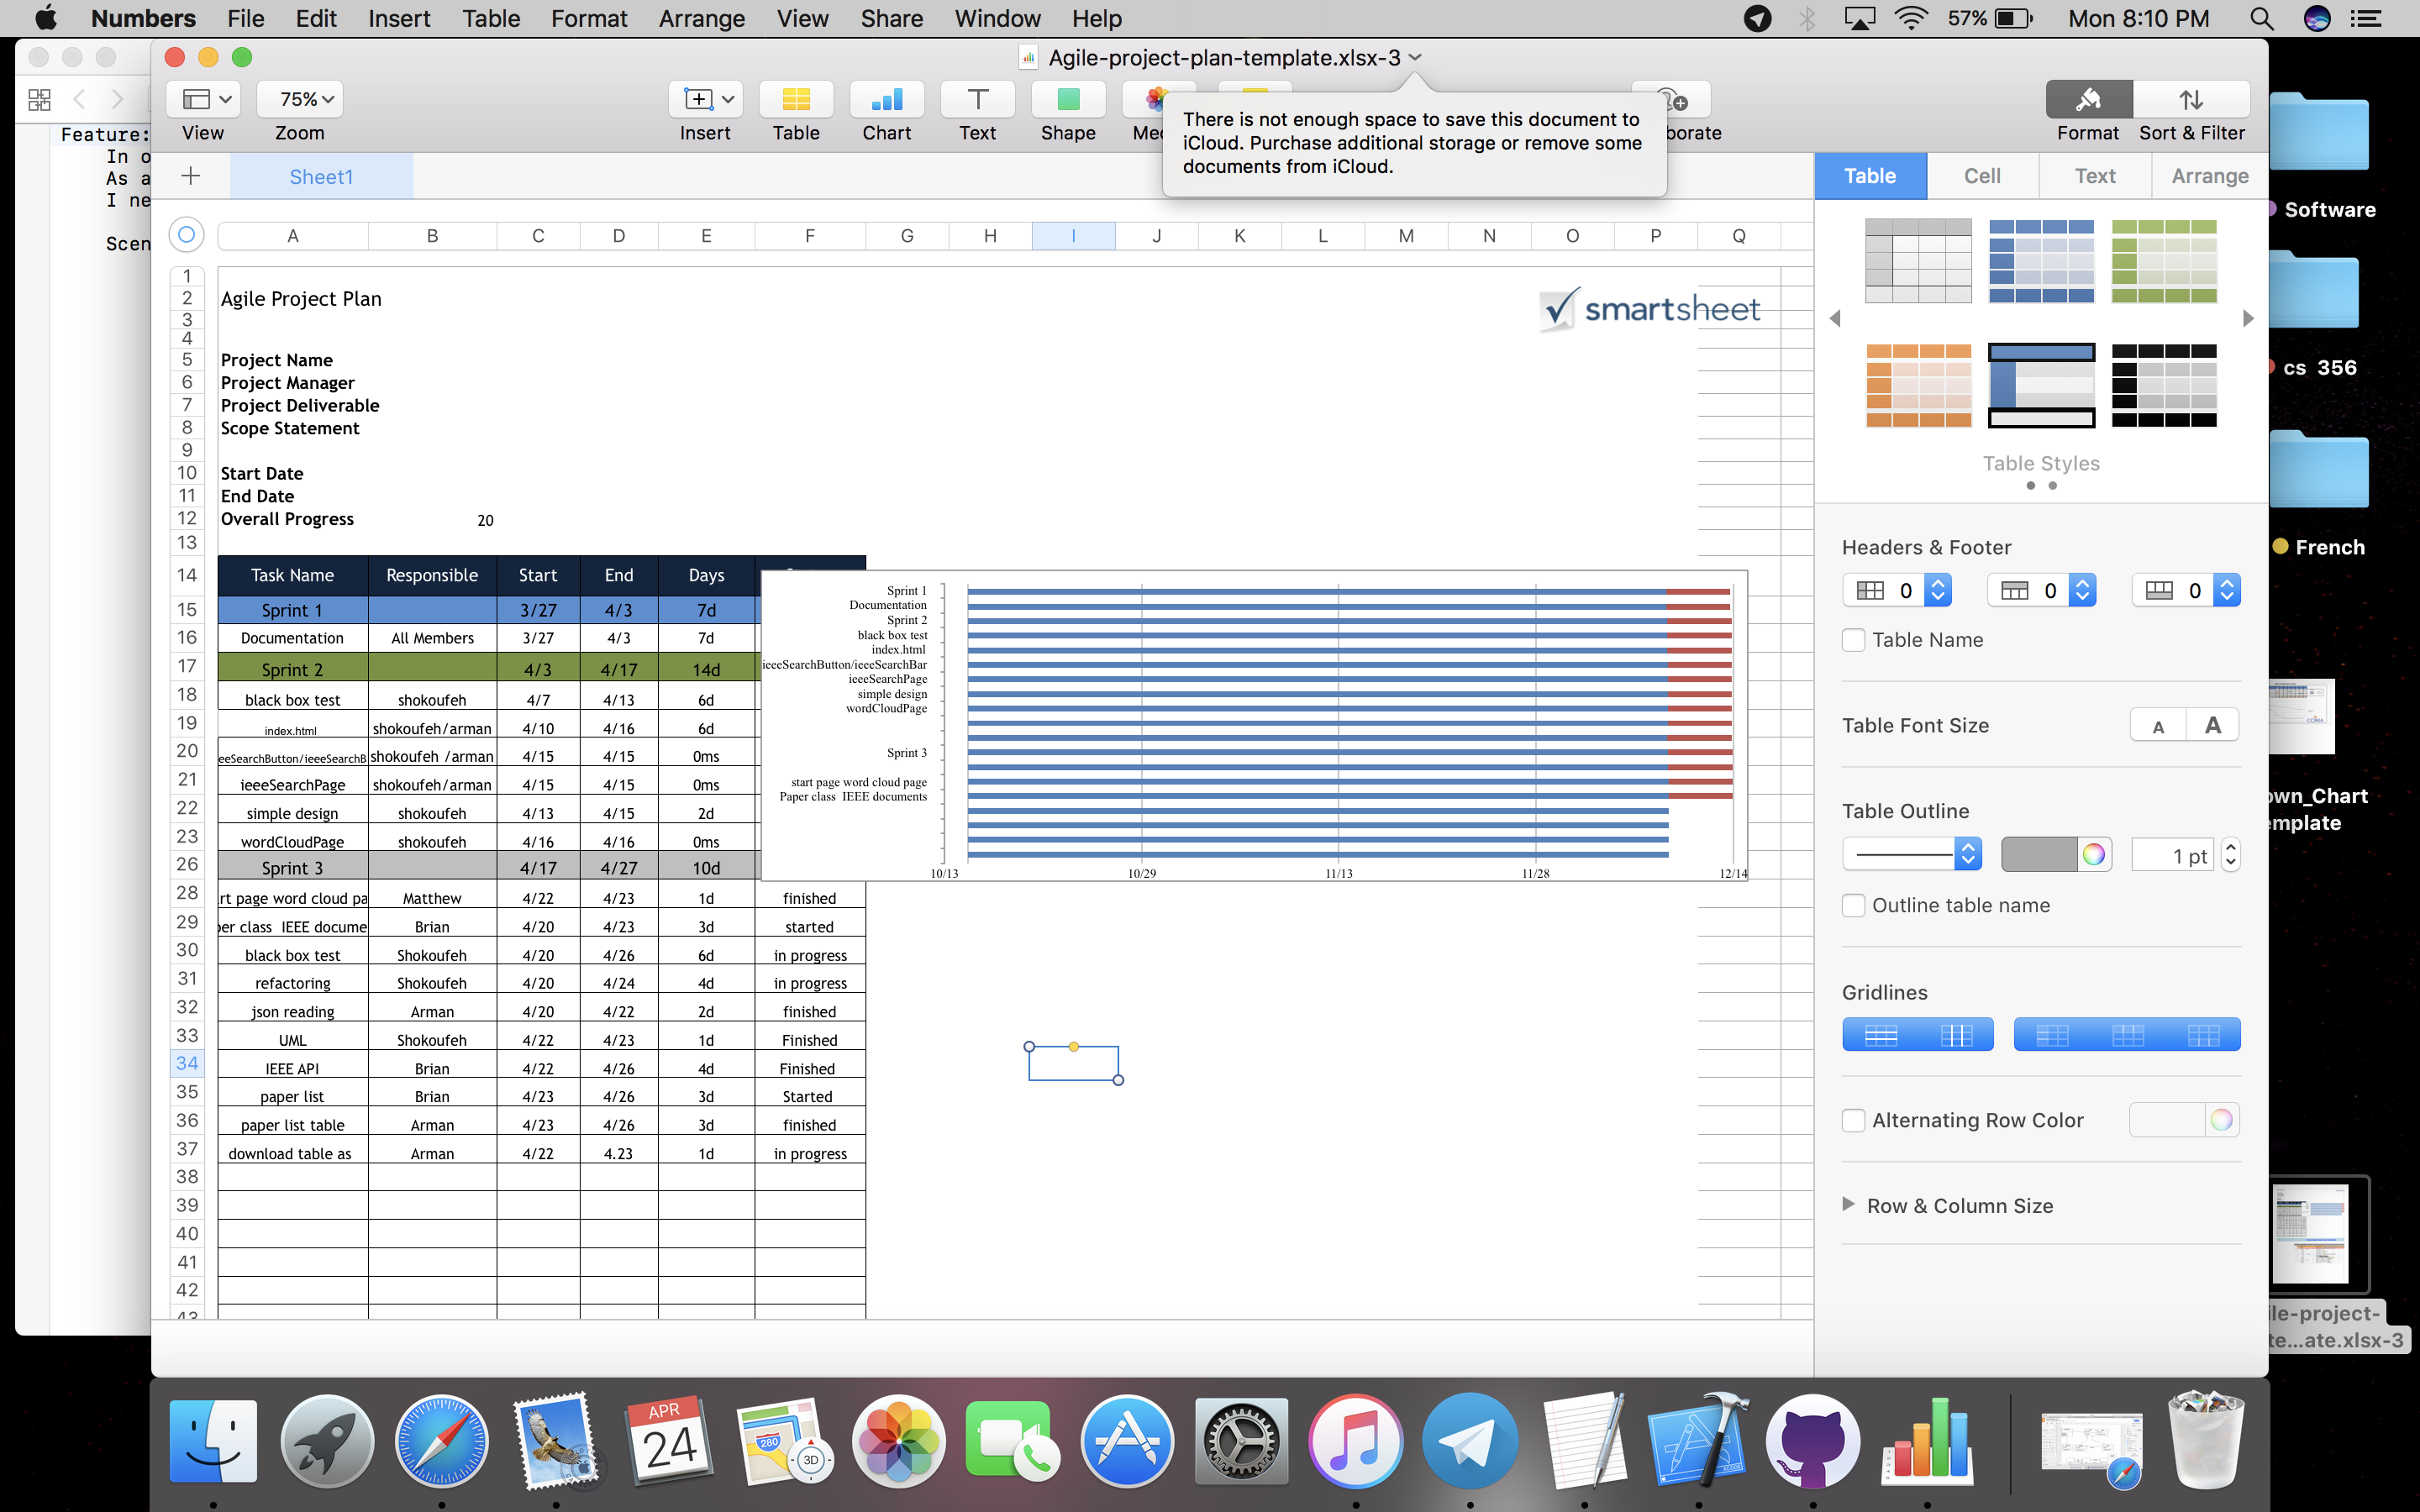 Numbers File Edit Insert Table Format Arrange View Share Window Help 57% Mon 8:10 PM
Agile-project-plan-template.xlsx-3
75%
View Zoom Insert Table Chart Text Shape Format Sort & Filter
There is not enough space to save this document to
iCloud. Purchase additional storage or remove some
documents from iCloud.
Feature:
In o
As a
I ne
Scen
Sheet1
Table Cell Text Arrange
A B C D E F G H I J K L M N O P Q
1
2 Agile Project Plan
smartsheet
3
4
5 Project Name
6 Project Manager
7 Project Deliverable
8 Scope Statement
9
10 Start Date
11 End Date
12 Overall Progress 20
13
14 Task Name Responsible Start End Days
15 Sprint 1 3/27 4/3 7d
16 Documentation All Members 3/27 4/3 7d
17 Sprint 2 4/3 4/17 14d
18 black box test shokoufeh 4/7 4/13 6d
19 index.html shokoufeh/arman 4/10 4/16 6d
20 eeSearchButton/ieeeSearchB shokoufeh /arman 4/15 4/15 0ms
21 ieeeSearchPage shokoufeh/arman 4/15 4/15 0ms
22 simple design shokoufeh 4/13 4/15 2d
23 wordCloudPage shokoufeh 4/16 4/16 0ms
26 Sprint 3 4/17 4/27 10d
28 rt page word cloud pa Matthew 4/22 4/23 1d finished
29 er class IEEE docume Brian 4/20 4/23 3d started
30 black box test Shokoufeh 4/20 4/26 6d in progress
31 refactoring Shokoufeh 4/20 4/24 4d in progress
32 json reading Arman 4/20 4/22 2d finished
33 UML Shokoufeh 4/22 4/23 1d Finished
34 IEEE API Brian 4/22 4/26 4d Finished
35 paper list Brian 4/23 4/26 3d Started
36 paper list table Arman 4/23 4/26 3d finished
37 download table as Arman 4/22 4.23 1d in progress
38
39
40
41
42
43
Sprint 1
Documentation
Sprint 2
black box test
index.html
ieeeSearchButton/ieeeSearchBar
ieeeSearchPage
simple design
wordCloudPage
Sprint 3
start page word cloud page
Paper class IEEE documents
10/13 10/29 11/13 11/28 12/14
Table Styles
Headers & Footer
0 0 0
Table Name
Table Font Size A A
Table Outline
1 pt
Outline table name
Gridlines
Alternating Row Color
Row & Column Size
Software
cs 356
French
own_Chart
emplate
ile-project-
te...ate.xlsx-3
APR
24
280
3D